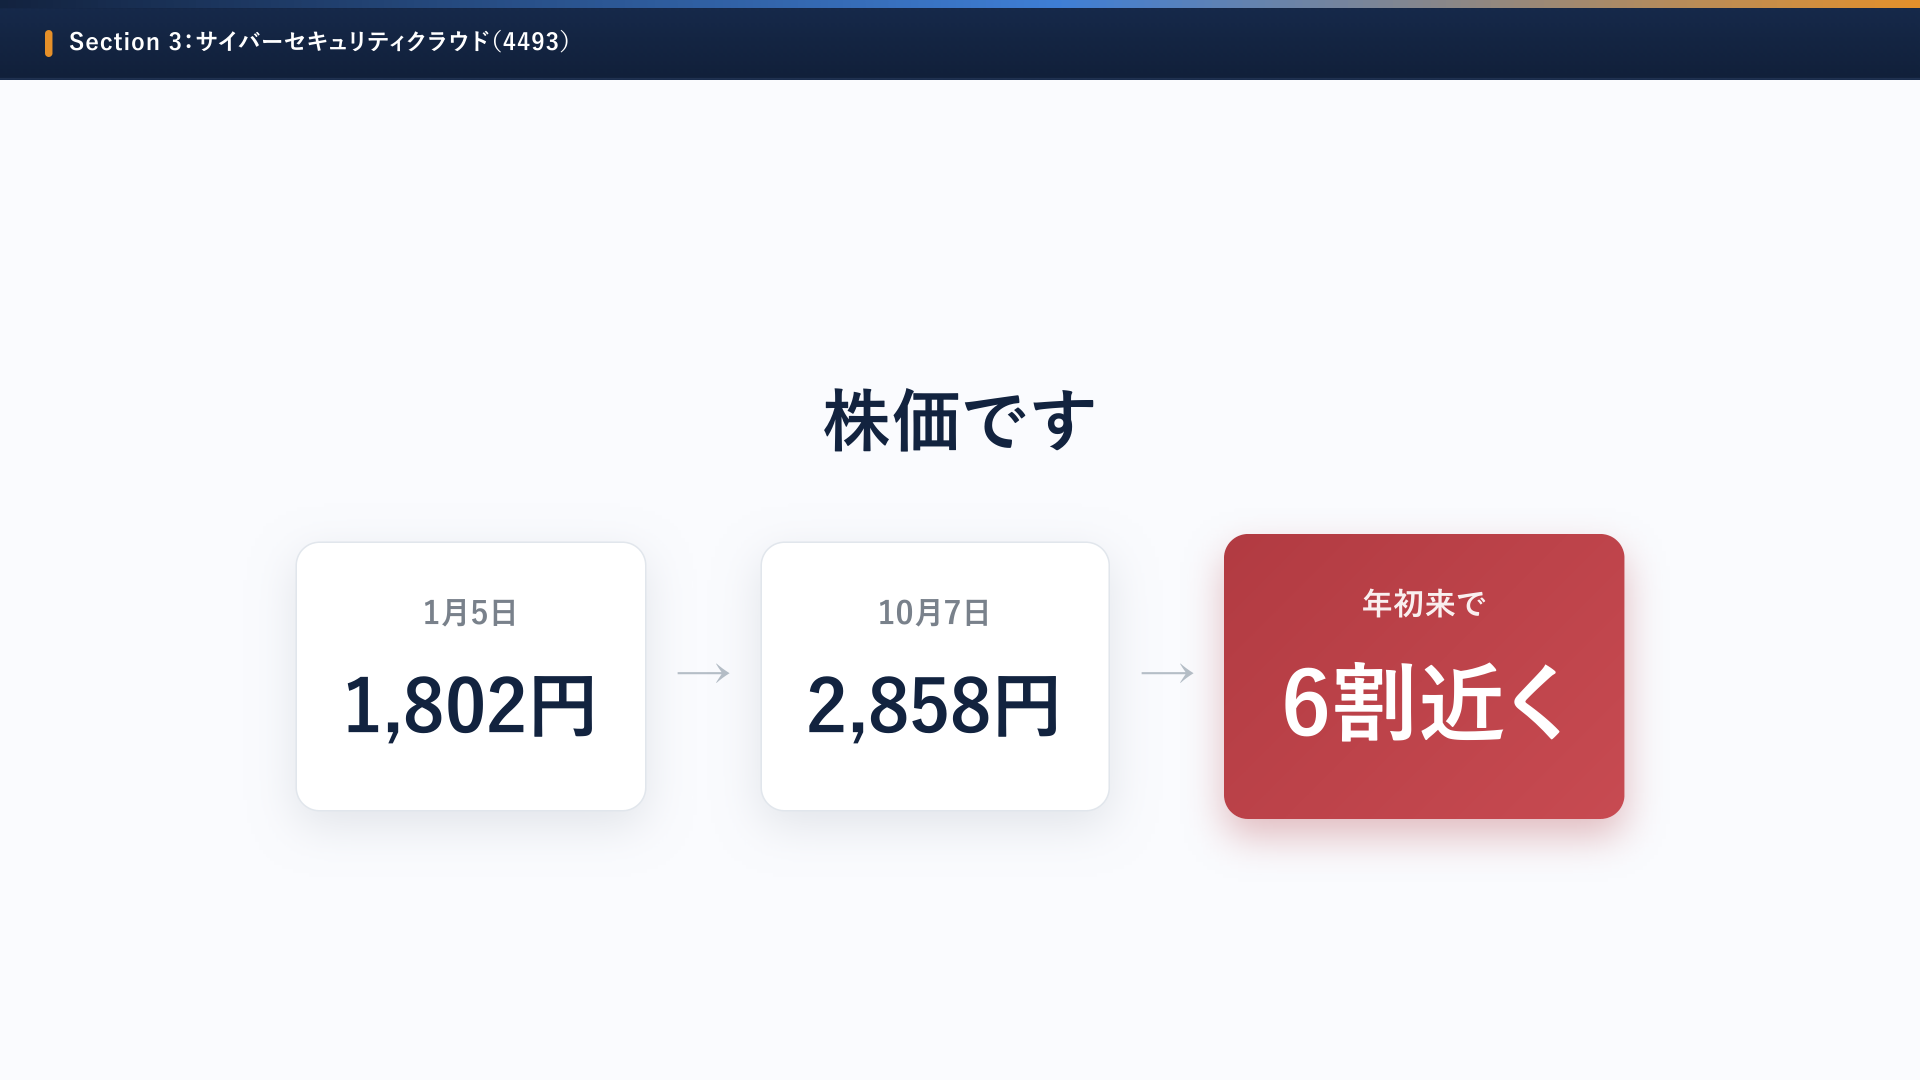 Section 3：サイバーセキュリティクラウド（4493）
株価です
1月5日
1,802円
→
10月7日
2,858円
→
年初来で
6割近く